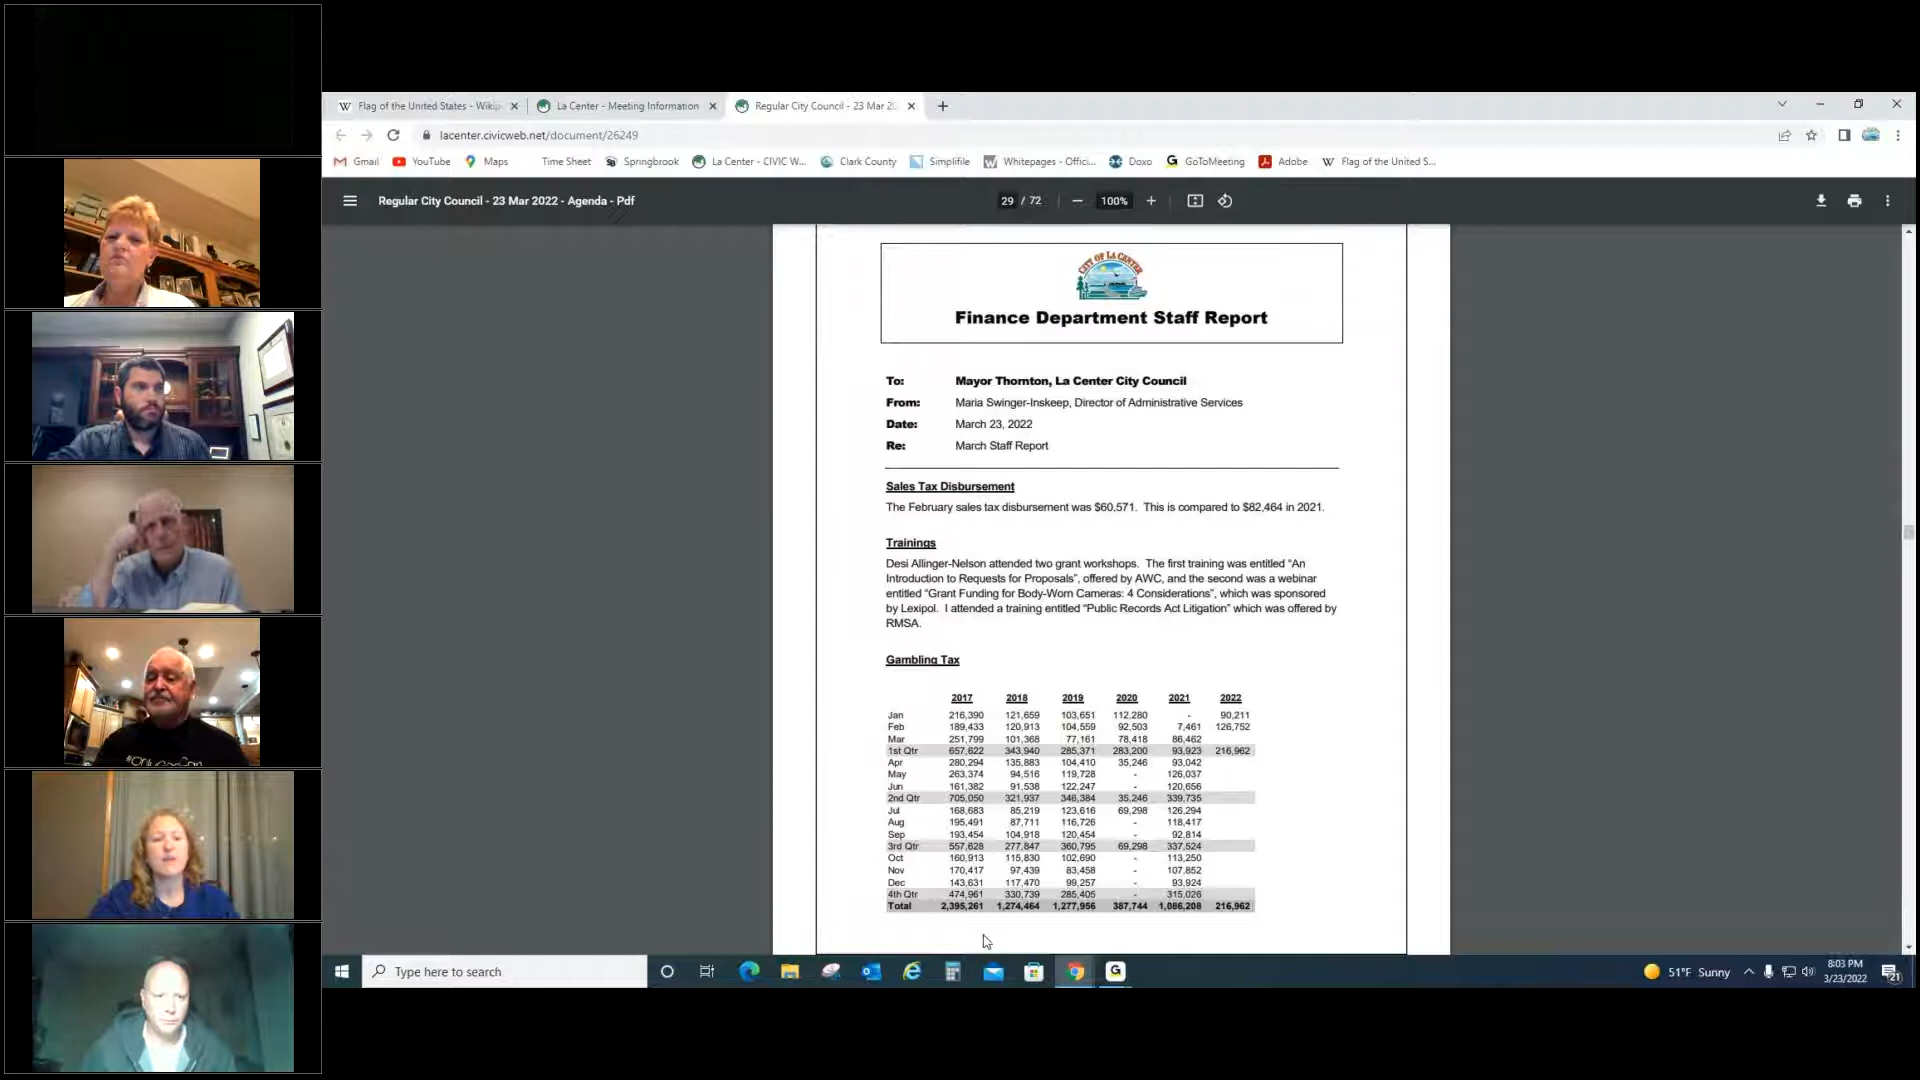 Flag of the United States - Wikip
La Center - Meeting Information
Regular City Council - 23 Mar 20
lacenter.civicweb.net/document/26249
Gmail YouTube Maps Time Sheet Springbrook La Center - CIVIC W... Clark County Simplifile Whitepages - Offici... Doxo GoToMeeting Adobe Flag of the United S...
Regular City Council - 23 Mar 2022 - Agenda - Pdf
29 / 72
100%
CITY OF LA CENTER
Finance Department Staff Report
To: Mayor Thornton, La Center City Council
From: Maria Swinger-Inskeep, Director of Administrative Services
Date: March 23, 2022
Re: March Staff Report
Sales Tax Disbursement
The February sales tax disbursement was $60,571. This is compared to $82,464 in 2021.
Trainings
Desi Allinger-Nelson attended two grant workshops. The first training was entitled “An
Introduction to Requests for Proposals”, offered by AWC, and the second was a webinar
entitled “Grant Funding for Body-Worn Cameras: 4 Considerations”, which was sponsored
by Lexipol. I attended a training entitled “Public Records Act Litigation” which was offered by
RMSA.
Gambling Tax
2017 2018 2019 2020 2021 2022
Jan 216,390 121,659 103,651 112,280 - 90,211
Feb 189,433 120,913 104,559 92,503 7,461 126,752
Mar 251,799 101,368 77,161 78,418 86,462
1st Qtr 657,622 343,940 285,371 283,200 93,923 216,962
Apr 280,294 135,883 104,410 35,246 93,042
May 263,374 94,516 119,728 - 126,037
Jun 161,382 91,538 122,247 - 120,656
2nd Qtr 705,050 321,937 346,384 35,246 339,735
Jul 168,683 85,219 123,616 69,298 126,294
Aug 195,491 87,711 116,726 - 118,417
Sep 193,454 104,918 120,454 - 92,814
3rd Qtr 557,628 277,847 360,795 69,298 337,524
Oct 160,913 115,830 102,690 - 113,250
Nov 170,417 97,439 83,458 - 107,852
Dec 143,631 117,470 99,257 - 93,924
4th Qtr 474,961 330,739 285,405 - 315,026
Total 2,395,261 1,274,464 1,277,956 387,744 1,086,208 216,962
Type here to search
51°F Sunny
8:03 PM
3/23/2022
21